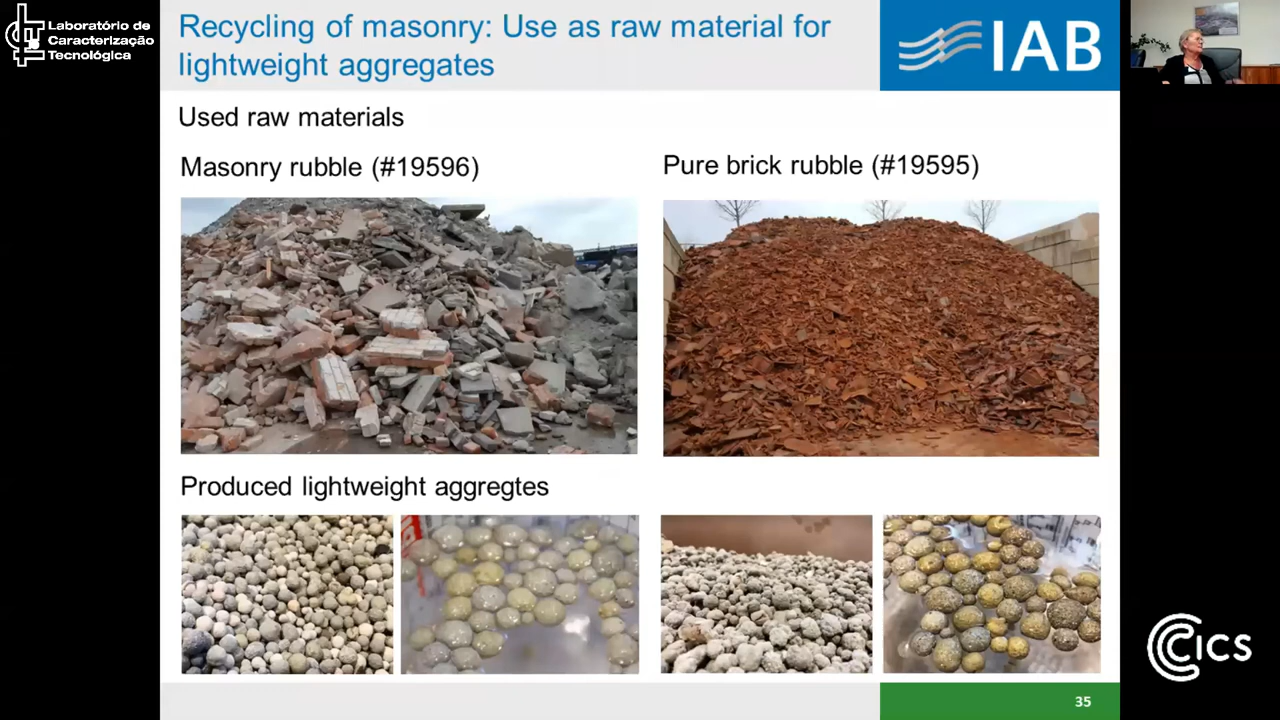 Laboratório de
Caracterização
Tecnológica
Recycling of masonry: Use as raw material for
lightweight aggregates
IAB
Used raw materials
Masonry rubble (#19596)
Pure brick rubble (#19595)
Produced lightweight aggregtes
35
CICS